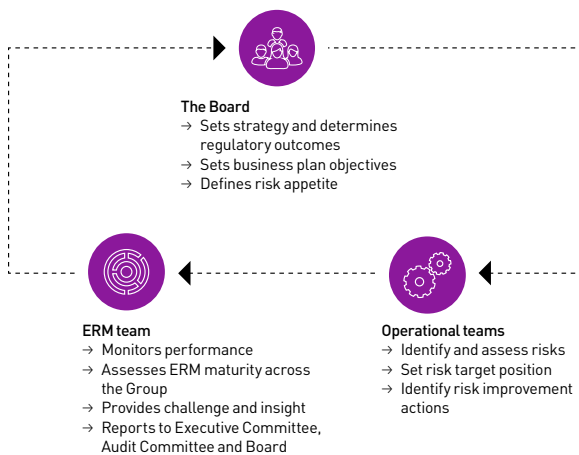 The Board
→ Sets strategy and determines
regulatory outcomes
→ Sets business plan objectives
→ Defines risk appetite
ERM team
→ Monitors performance
→ Assesses ERM maturity across
the Group
→ Provides challenge and insight
→ Reports to Executive Committee,
Audit Committee and Board
Operational teams
→ Identify and assess risks
→ Set risk target position
→ Identify risk improvement
actions